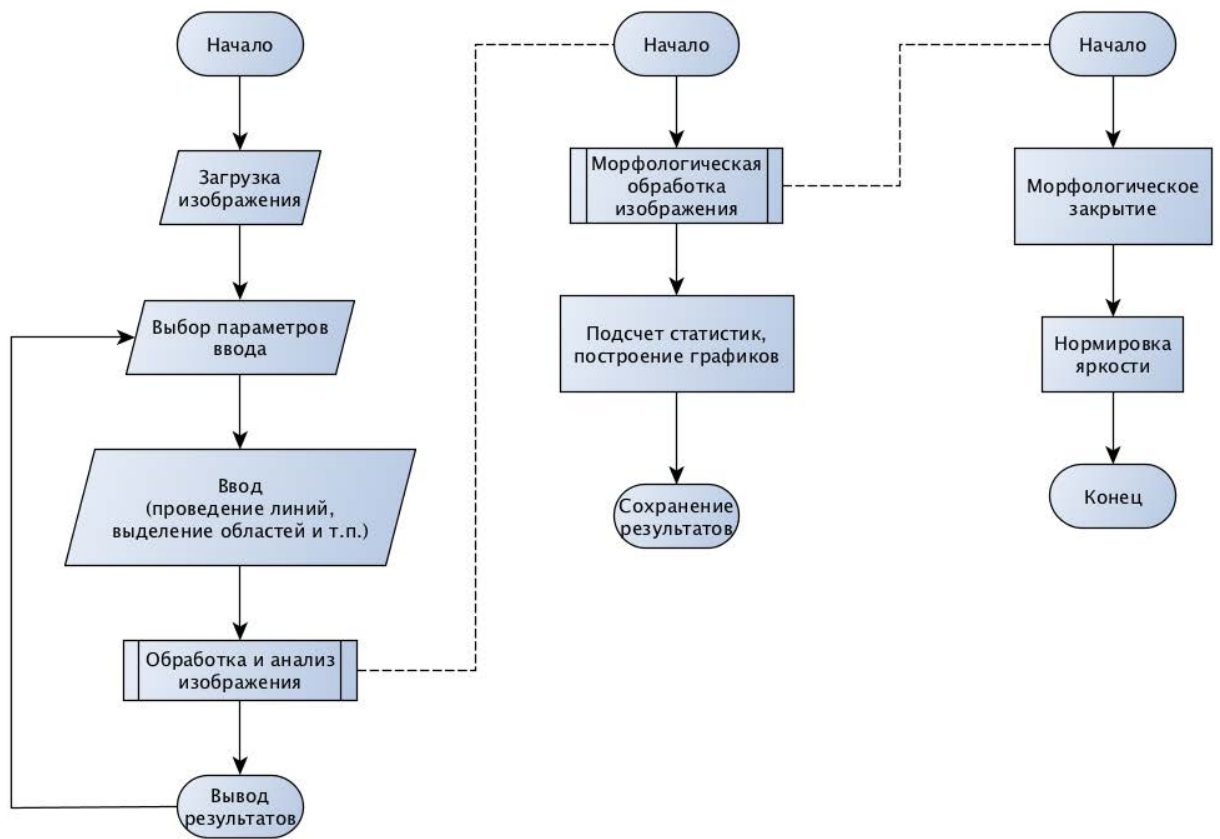 Начало
Загрузка
изображения
Выбор параметров
ввода
Ввод
(проведение линий,
выделение областей и т.п.)
Обработка и анализ
изображения
Вывод
результатов
Начало
Морфологическая
обработка
изображения
Подсчет статистик,
построение графиков
Сохранение
результатов
Начало
Морфологическое
закрытие
Нормировка
яркости
Конец